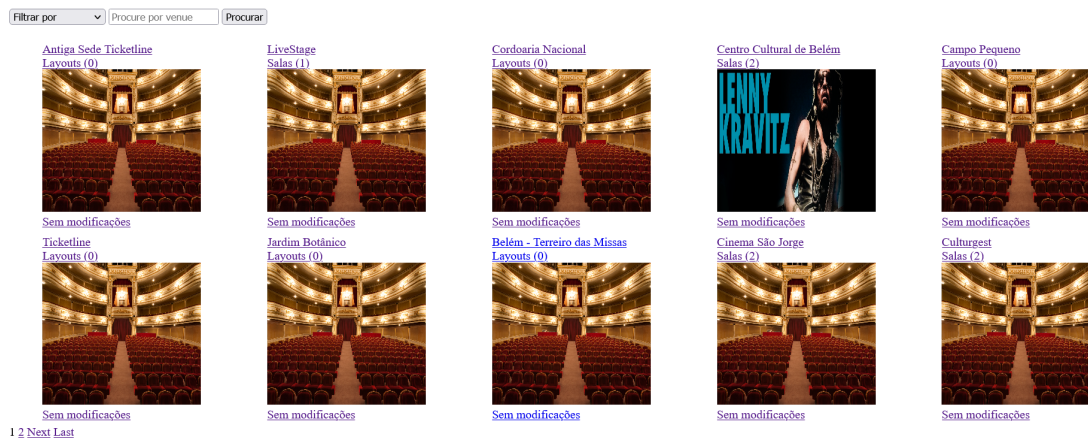 Filtrar por Procure por venue Procurar
Antiga Sede Ticketline
Layouts (0)
LiveStage
Salas (1)
Cordoaria Nacional
Layouts (0)
Centro Cultural de Belém
Salas (2)
Campo Pequeno
Layouts (0)
LENNY
KRAVITZ
Sem modificações
Sem modificações
Sem modificações
Sem modificações
Sem modificações
Ticketline
Layouts (0)
Jardim Botânico
Layouts (0)
Belém - Terreiro das Missas
Layouts (0)
Cinema São Jorge
Salas (2)
Culturgest
Salas (2)
Sem modificações
Sem modificações
Sem modificações
Sem modificações
Sem modificações
1 2 Next Last